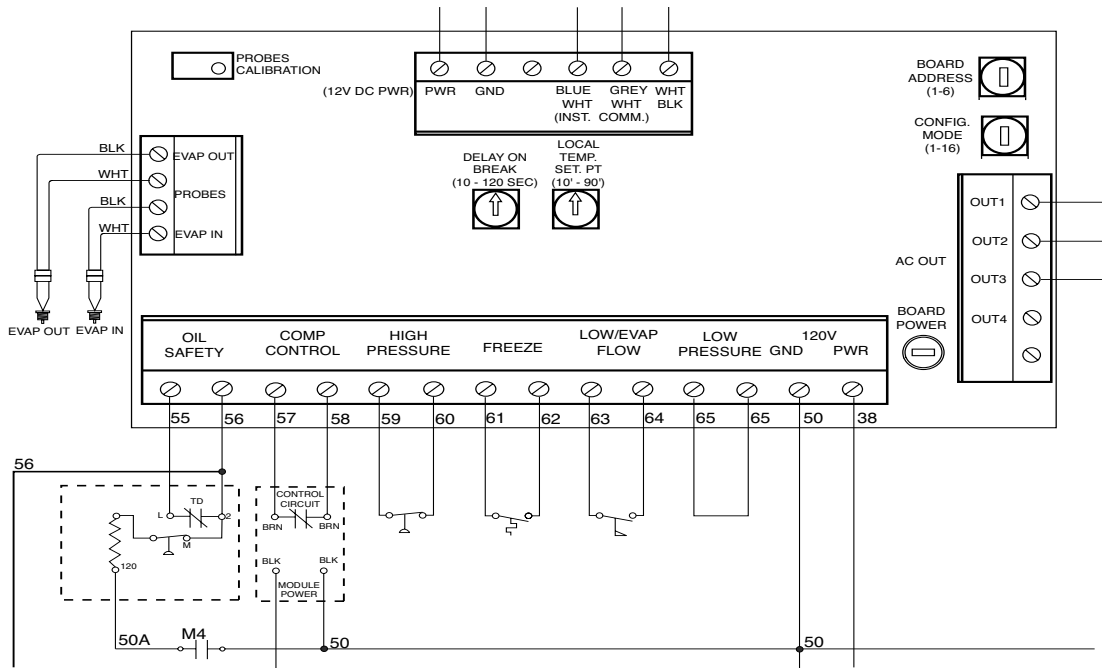 PROBES
CALIBRATION
(12V DC PWR)
PWR
GND
BLUE
WHT
(INST.
GREY
WHT
COMM.)
WHT
BLK
BOARD
ADDRESS
(1-6)
CONFIG.
MODE
(1-16)
BLK
WHT
BLK
WHT
EVAP OUT
PROBES
EVAP IN
EVAP OUT
EVAP IN
DELAY ON
BREAK
(10 - 120 SEC)
LOCAL
TEMP.
SET. PT
(10' - 90')
AC OUT
OUT1
OUT2
OUT3
OUT4
BOARD
POWER
OIL
SAFETY
COMP
CONTROL
HIGH
PRESSURE
FREEZE
LOW/EVAP
FLOW
LOW
PRESSURE
120V
GND
PWR
55
56
57
58
59
60
61
62
63
64
65
65
50
38
56
TD
L
2
M
120
CONTROL
CIRCUIT
BRN
BRN
BLK
BLK
MODULE
POWER
50A
M4
50
50